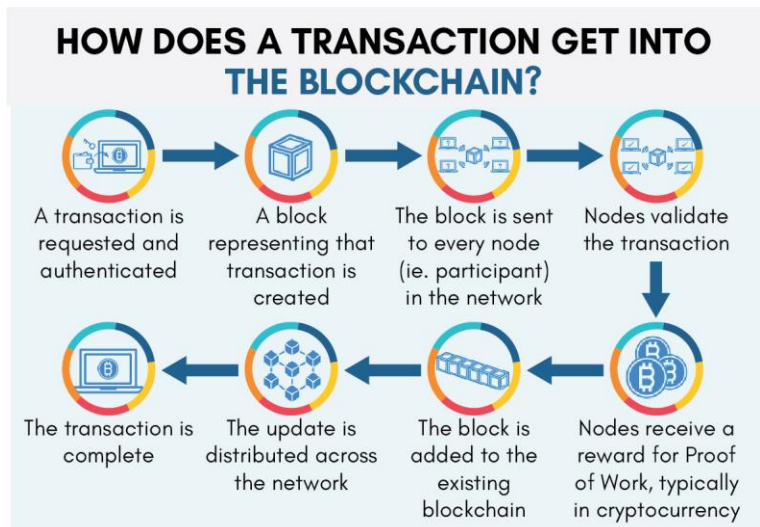 HOW DOES A TRANSACTION GET INTO
THE BLOCKCHAIN?
A transaction is
requested and
authenticated
A block
representing that
transaction is
created
The block is sent
to every node
(ie. participant)
in the network
Nodes validate
the transaction
Nodes receive a
reward for Proof
of Work, typically
in cryptocurrency
The block is
added to the
existing
blockchain
The update is
distributed across
the network
The transaction is
complete